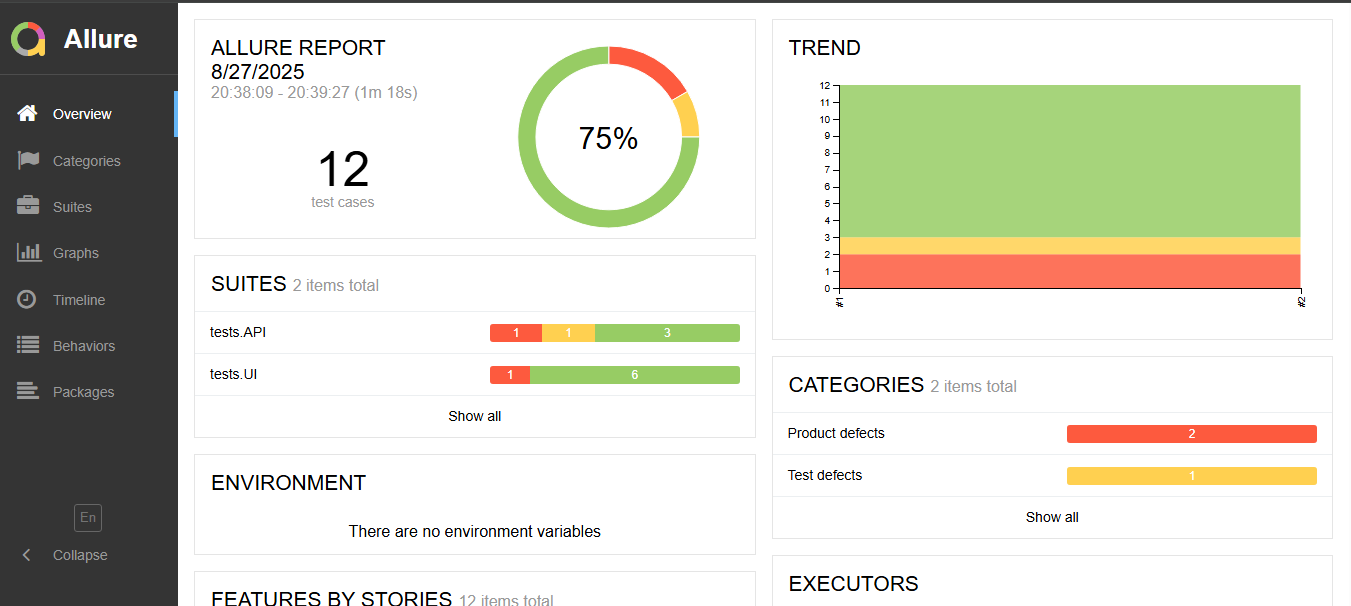 Allure
Overview
Categories
Suites
Graphs
Timeline
Behaviors
Packages
En
Collapse
ALLURE REPORT
8/27/2025
20:38:09 - 20:39:27 (1m 18s)
12
test cases
75%
SUITES 2 items total
tests.API 1 1 3
tests.UI 1 6
Show all
ENVIRONMENT
There are no environment variables
FEATURES BY STORIES 12 items total
TREND
12
11
10
9
8
7
6
5
4
3
2
1
0
#1 #2
CATEGORIES 2 items total
Product defects 2
Test defects 1
Show all
EXECUTORS